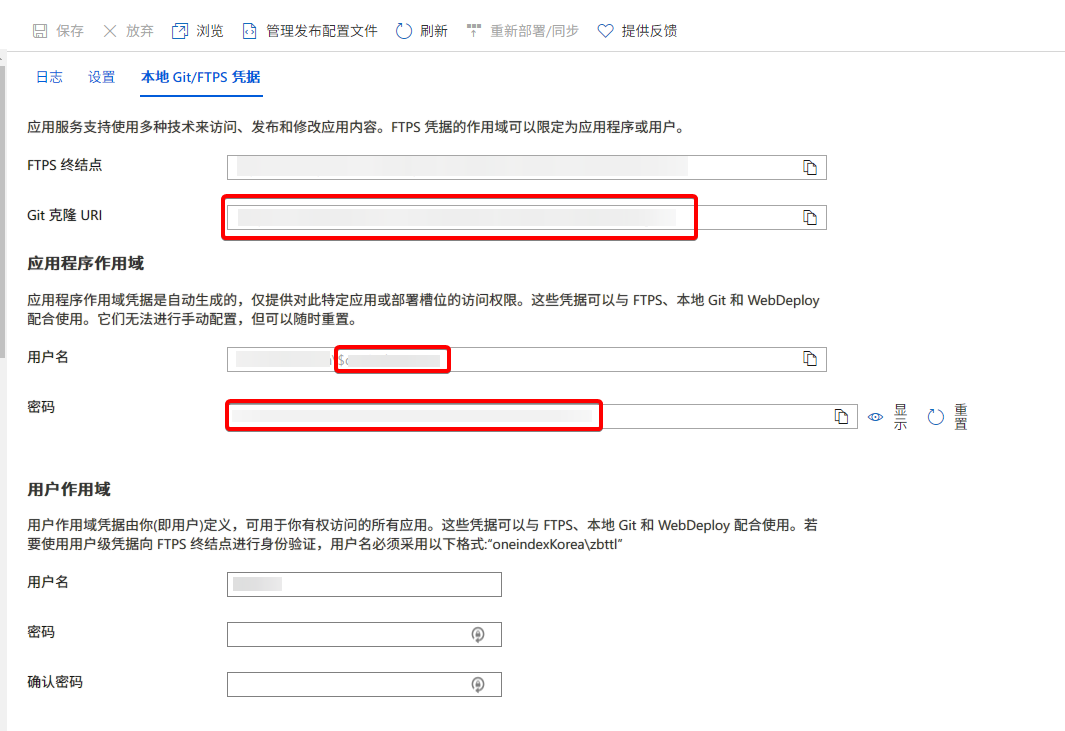 保存 放弃 浏览 管理发布配置文件 刷新 重新部署/同步 提供反馈
日志 设置 本地 Git/FTPS 凭据
应用服务支持使用多种技术来访问、发布和修改应用内容。FTPS 凭据的作用域可以限定为应用程序或用户。
FTPS 终结点
Git 克隆 URI
应用程序作用域
应用程序作用域凭据是自动生成的，仅提供对此特定应用或部署槽位的访问权限。这些凭据可以与 FTPS、本地 Git 和 WebDeploy
配合使用。它们无法进行手动配置，但可以随时重置。
用户名
密码 显示 重置
用户作用域
用户作用域凭据由你(即用户)定义，可用于你有权访问的所有应用。这些凭据可以与 FTPS、本地 Git 和 WebDeploy 配合使用。若
要使用用户级凭据向 FTPS 终结点进行身份验证，用户名必须采用以下格式:“oneindexKorea\zbttl”
用户名
密码
确认密码